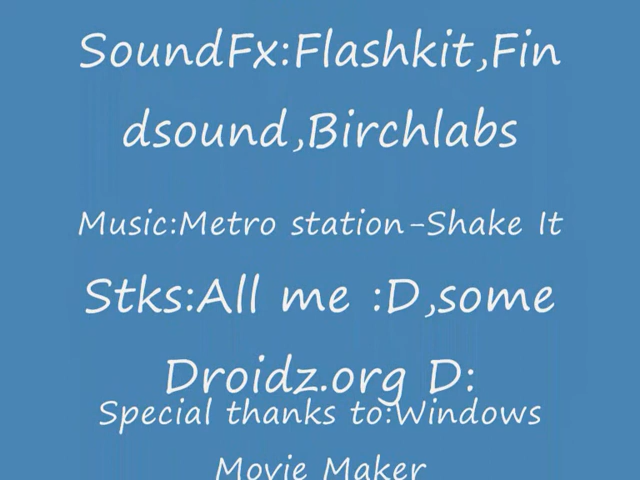 SoundFx:Flashkit,Fin
dsound,Birchlabs
Music:Metro station-Shake It
Stks:All me :D,some
Droidz.org D:
Special thanks to:Windows
Movie Maker